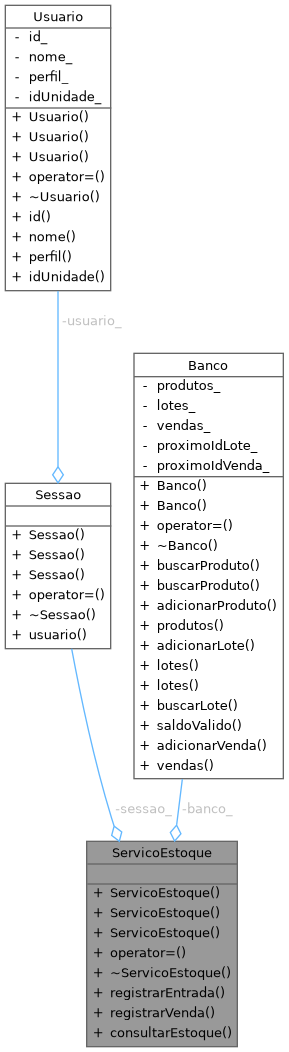 Usuario
- id_
- nome_
- perfil_
- idUnidade_
+ Usuario()
+ Usuario()
+ Usuario()
+ operator=()
+ ~Usuario()
+ id()
+ nome()
+ perfil()
+ idUnidade()
-usuario_
Banco
- produtos_
- lotes_
- vendas_
- proximoIdLote_
- proximoIdVenda_
+ Banco()
+ Banco()
+ operator=()
+ ~Banco()
+ buscarProduto()
+ buscarProduto()
+ adicionarProduto()
+ produtos()
+ adicionarLote()
+ lotes()
+ lotes()
+ buscarLote()
+ saldoValido()
+ adicionarVenda()
+ vendas()
Sessao
+ Sessao()
+ Sessao()
+ Sessao()
+ operator=()
+ ~Sessao()
+ usuario()
-sessao_
-banco_
ServicoEstoque
+ ServicoEstoque()
+ ServicoEstoque()
+ ServicoEstoque()
+ operator=()
+ ~ServicoEstoque()
+ registrarEntrada()
+ registrarVenda()
+ consultarEstoque()